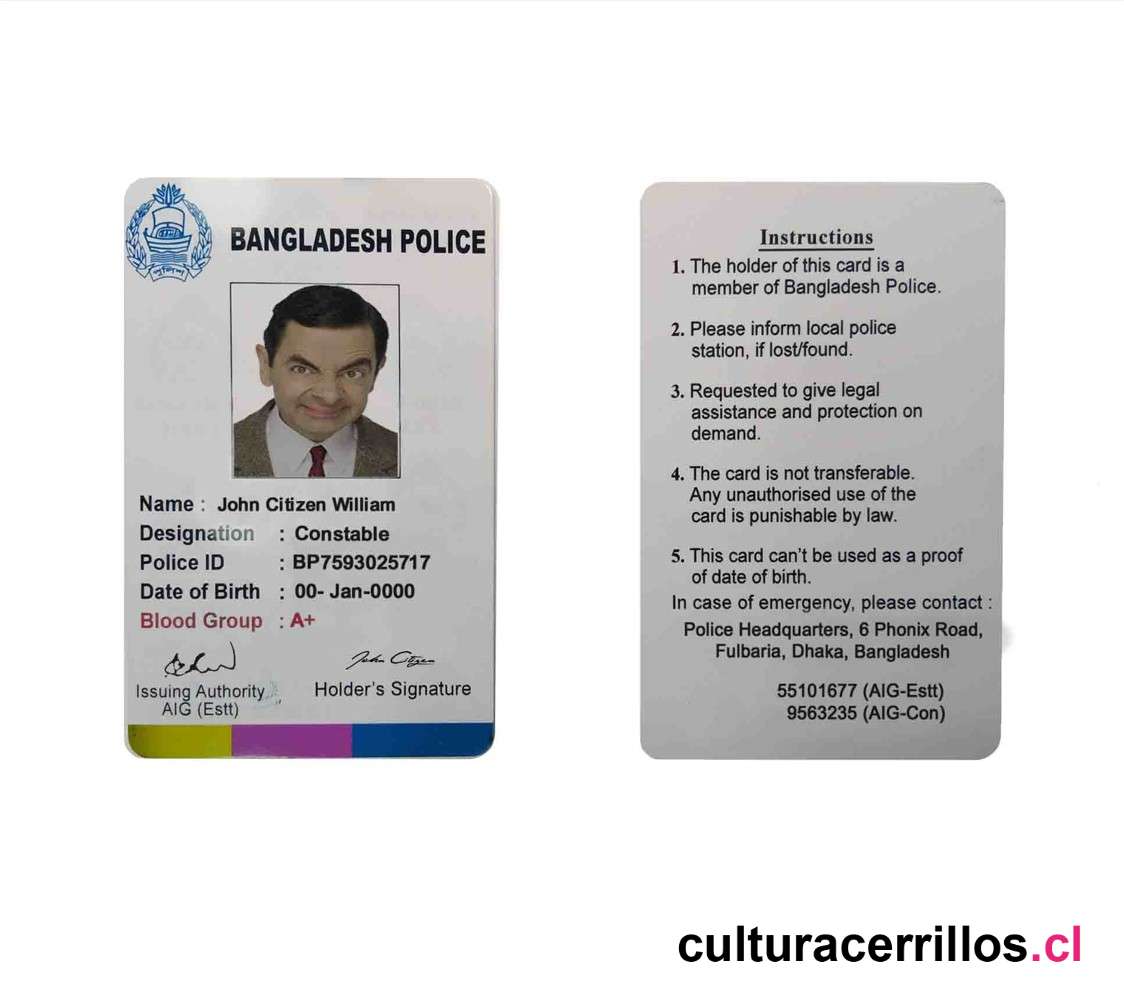 BANGLADESH POLICE
পুলিশ
Name : John Citizen William
Designation : Constable
Police ID : BP7593025717
Date of Birth : 00- Jan-0000
Blood Group : A+
John Citizen
Issuing Authority
AIG (Estt)
Holder's Signature
Instructions
1. The holder of this card is a
member of Bangladesh Police.
2. Please inform local police
station, if lost/found.
3. Requested to give legal
assistance and protection on
demand.
4. The card is not transferable.
Any unauthorised use of the
card is punishable by law.
5. This card can't be used as a proof
of date of birth.
In case of emergency, please contact :
Police Headquarters, 6 Phonix Road,
Fulbaria, Dhaka, Bangladesh
55101677 (AIG-Estt)
9563235 (AIG-Con)
culturacerrillos.cl